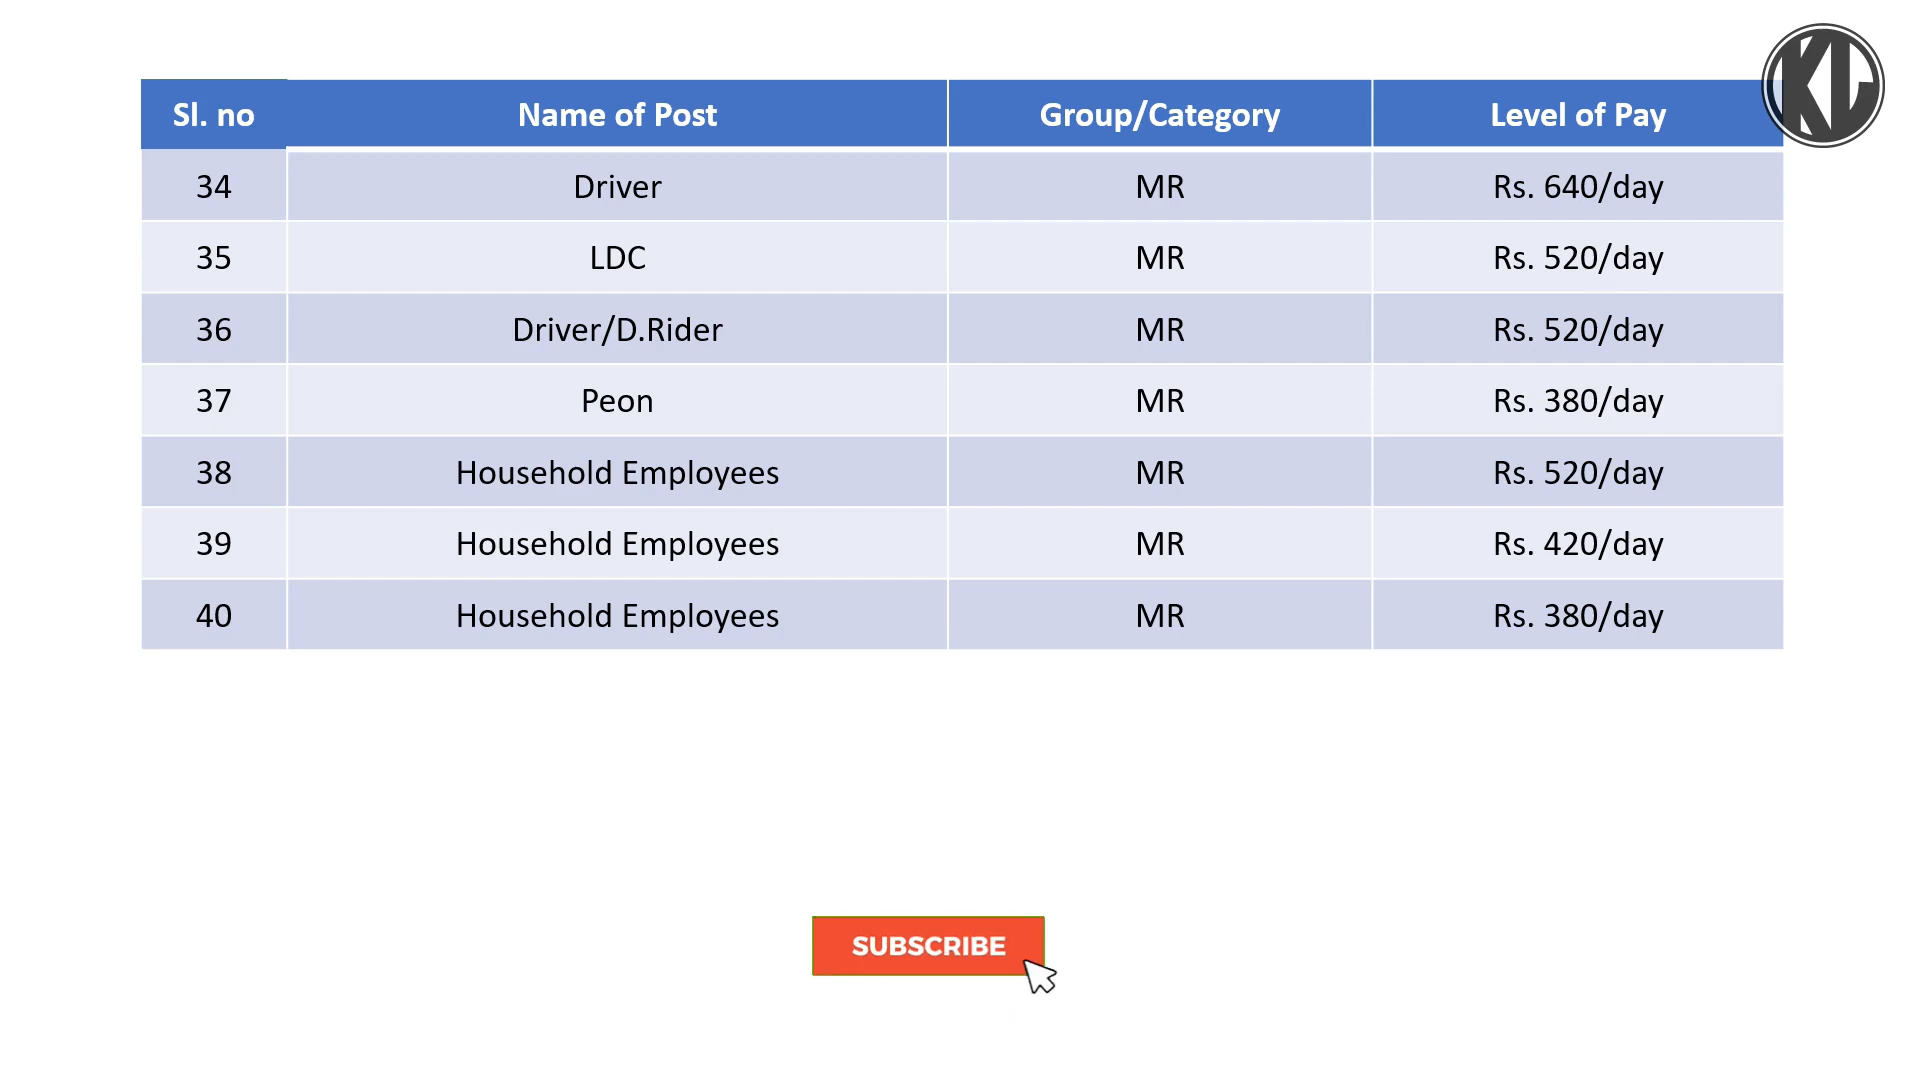 KL
Sl. no Name of Post Group/Category Level of Pay
34 Driver MR Rs. 640/day
35 LDC MR Rs. 520/day
36 Driver/D.Rider MR Rs. 520/day
37 Peon MR Rs. 380/day
38 Household Employees MR Rs. 520/day
39 Household Employees MR Rs. 420/day
40 Household Employees MR Rs. 380/day
SUBSCRIBE